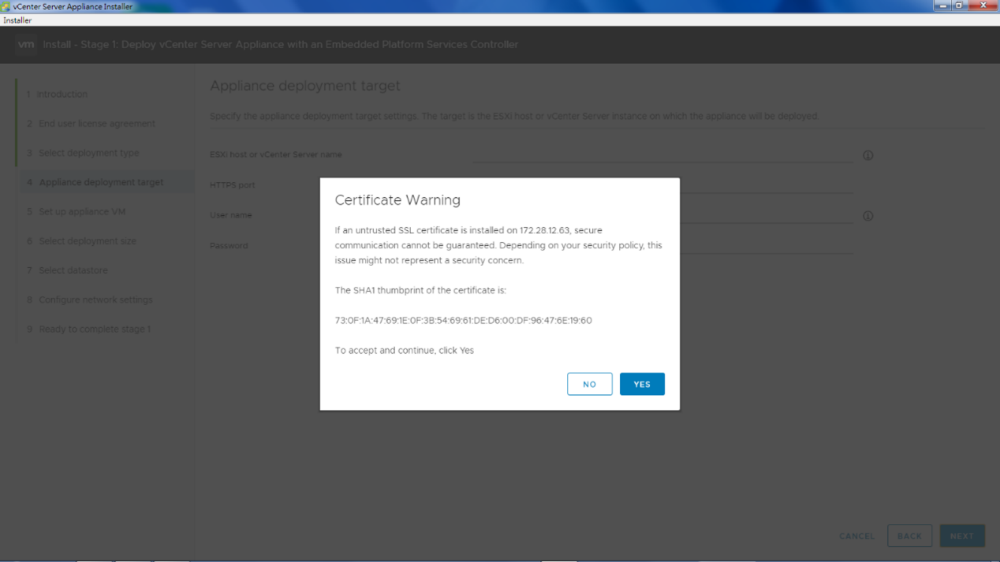 vCenter Server Appliance Installer
Installer
vm Install - Stage 1: Deploy vCenter Server Appliance with an Embedded Platform Services Controller
1 Introduction
2 End user license agreement
3 Select deployment type
4 Appliance deployment target
5 Set up appliance VM
6 Select deployment size
7 Select datastore
8 Configure network settings
9 Ready to complete stage 1
Appliance deployment target
Specify the appliance deployment target settings. The target is the ESXi host or vCenter Server instance on which the appliance will be deployed.
ESXi host or vCenter Server name
HTTPS port
User name
Password
Certificate Warning
If an untrusted SSL certificate is installed on 172.28.12.63, secure
communication cannot be guaranteed. Depending on your security policy, this
issue might not represent a security concern.
The SHA1 thumbprint of the certificate is:
73:0F:1A:47:69:1E:0F:3B:54:69:61:DE:D6:00:DF:96:47:6E:19:60
To accept and continue, click Yes
NO YES
CANCEL BACK NEXT